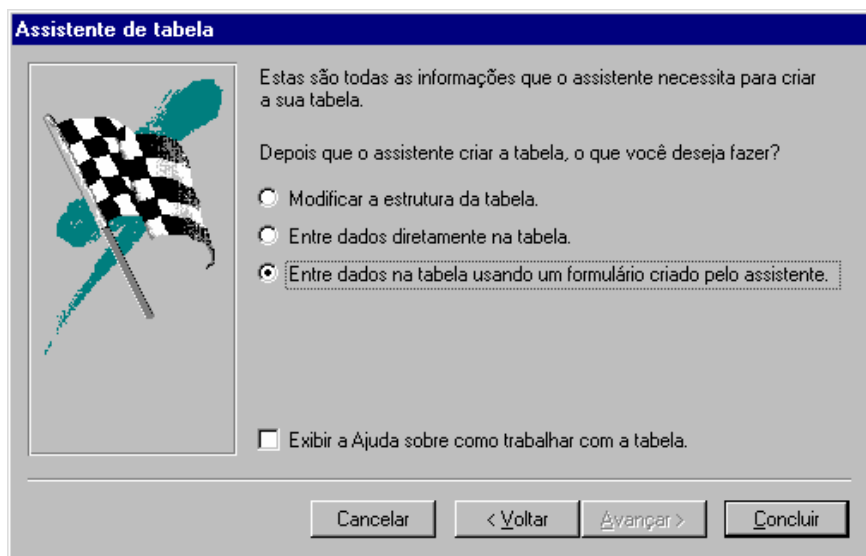 Assistente de tabela
Estas são todas as informações que o assistente necessita para criar
a sua tabela.
Depois que o assistente criar a tabela, o que você deseja fazer?
Modificar a estrutura da tabela.
Entre dados diretamente na tabela.
Entre dados na tabela usando um formulário criado pelo assistente.
Exibir a Ajuda sobre como trabalhar com a tabela.
Cancelar < Voltar Avançar > Concluir